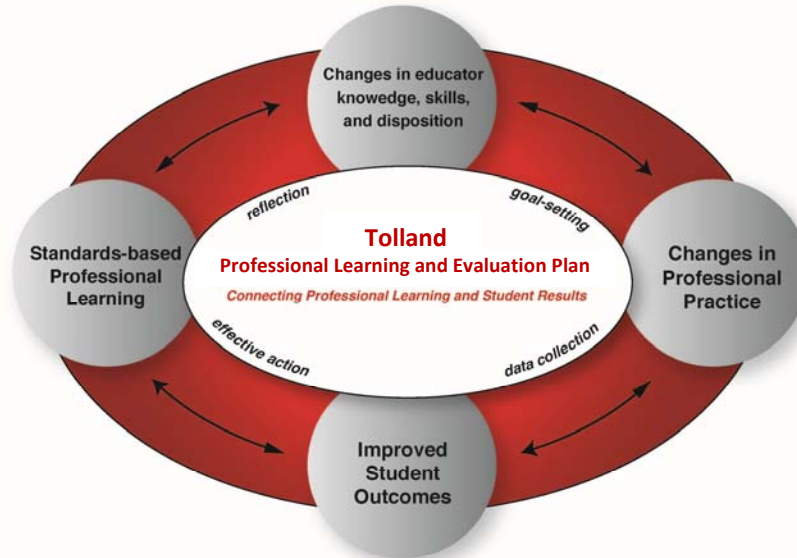 Changes in educator
knowedge, skills,
and disposition
reflection
goal-setting
Standards-based
Professional
Learning
Tolland
Professional Learning and Evaluation Plan
Connecting Professional Learning and Student Results
Changes in
Professional
Practice
effective action
data collection
Improved
Student
Outcomes